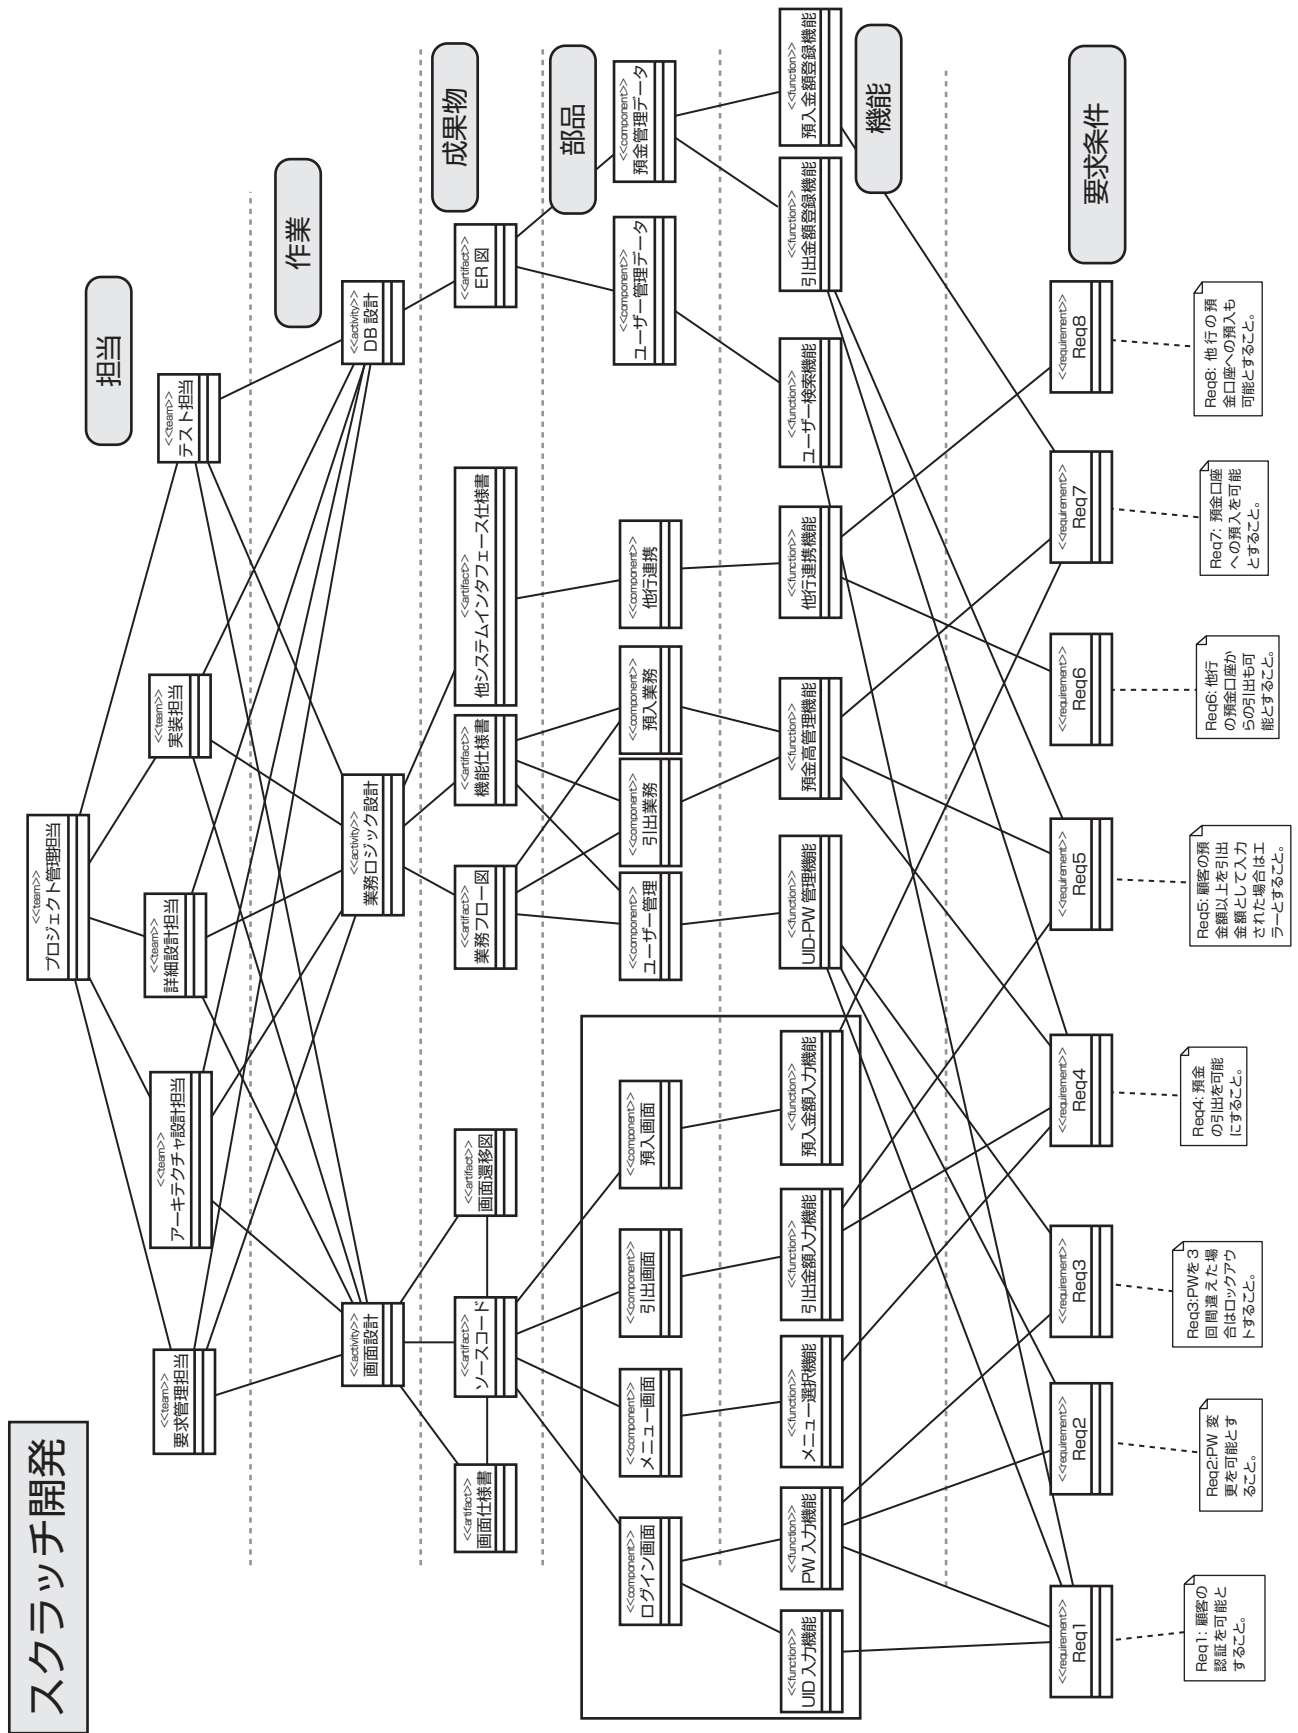 スクラッチ開発
担当
<<team>>
プロジェクト管理担当
<<team>>
要求管理担当
<<team>>
アーキテクチャ設計担当
<<team>>
詳細設計担当
<<team>>
実装担当
<<team>>
テスト担当
作業
<<activity>>
画面設計
<<activity>>
業務ロジック設計
<<activity>>
DB 設計
成果物
<<artifact>>
画面仕様書
<<artifact>>
ソースコード
<<artifact>>
画面遷移図
<<artifact>>
業務フロー図
<<artifact>>
機能仕様書
<<artifact>>
他システムインタフェース仕様書
<<artifact>>
ER 図
部品
<<component>>
ログイン画面
<<component>>
メニュー画面
<<component>>
引出画面
<<component>>
預入画面
<<component>>
ユーザー管理
<<component>>
引出業務
<<component>>
預入業務
<<component>>
他行連携
<<component>>
ユーザー管理データ
<<component>>
預金管理データ
<<function>>
UID 入力機能
<<function>>
PW 入力機能
<<function>>
メニュー選択機能
<<function>>
引出金額入力機能
<<function>>
預入金額入力機能
<<function>>
UID-PW 管理機能
<<function>>
預金高管理機能
<<function>>
他行連携機能
<<function>>
ユーザー検索機能
<<function>>
引出金額登録機能
<<function>>
預入金額登録機能
機能
要求条件
<<requirement>>
Req1
<<requirement>>
Req2
<<requirement>>
Req3
<<requirement>>
Req4
<<requirement>>
Req5
<<requirement>>
Req6
<<requirement>>
Req7
<<requirement>>
Req8
Req1: 顧客の
認証を可能と
すること。
Req2:PW 変
更を可能とす
ること。
Req3:PWを3
回間違えた場
合はロックアウ
トすること。
Req4: 預金
の引出を可能
にすること。
Req5: 顧客の預
金額以上を引出
金額として入力
された場合はエ
ラーとすること。
Req6: 他行
の預金口座か
らの引出も可
能とすること。
Req7: 預金口座
への預入を可能
とすること。
Req8: 他行の預
金口座への預入も
可能とすること。